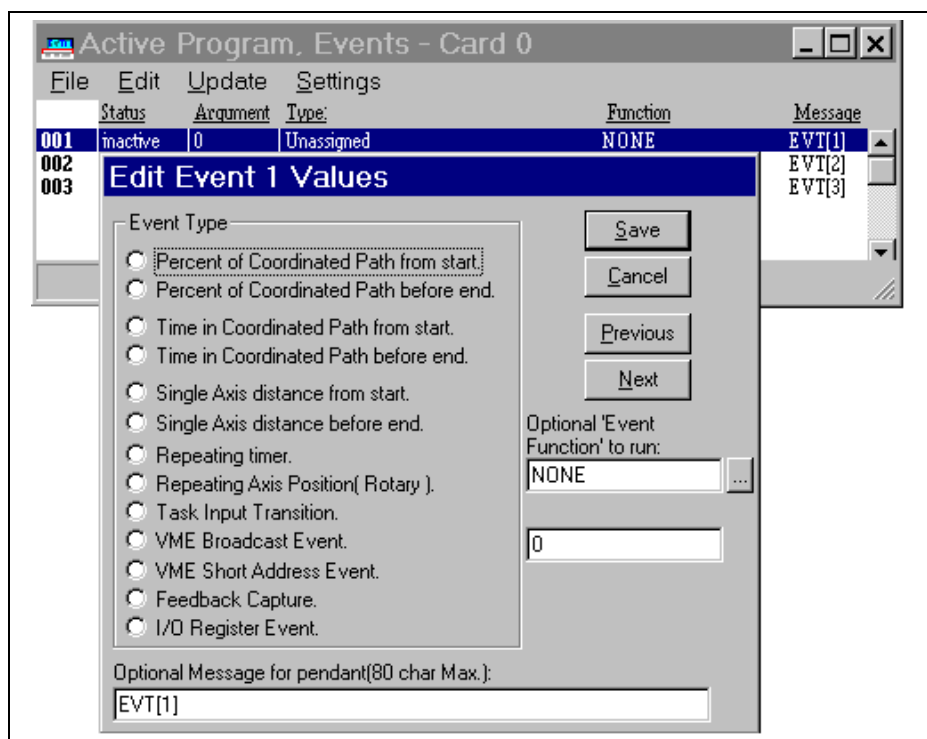 Active Program, Events - Card 0
File Edit Update Settings
Status Argument Type: Function Message
001 inactive 0 Unassigned NONE EVT[1]
002 EVT[2]
003 EVT[3]
Edit Event 1 Values
Event Type
Percent of Coordinated Path from start.
Percent of Coordinated Path before end.
Time in Coordinated Path from start.
Time in Coordinated Path before end.
Single Axis distance from start.
Single Axis distance before end.
Repeating timer.
Repeating Axis Position( Rotary ).
Task Input Transition.
VME Broadcast Event.
VME Short Address Event.
Feedback Capture.
I/O Register Event.
Save
Cancel
Previous
Next
Optional 'Event
Function' to run:
NONE ...
0
Optional Message for pendant(80 char Max.):
EVT[1]